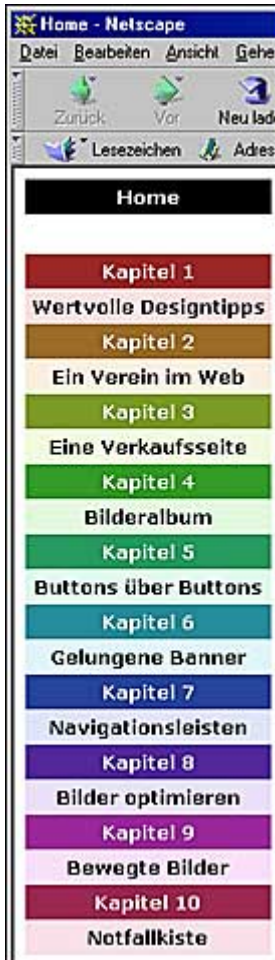 Home - Netscape
Datei Bearbeiten Ansicht Gehe
Zurück Vor Neu lade
Lesezeichen Adres
Home
Kapitel 1
Wertvolle Designtipps
Kapitel 2
Ein Verein im Web
Kapitel 3
Eine Verkaufsseite
Kapitel 4
Bilderalbum
Kapitel 5
Buttons über Buttons
Kapitel 6
Gelungene Banner
Kapitel 7
Navigationsleisten
Kapitel 8
Bilder optimieren
Kapitel 9
Bewegte Bilder
Kapitel 10
Notfallkiste